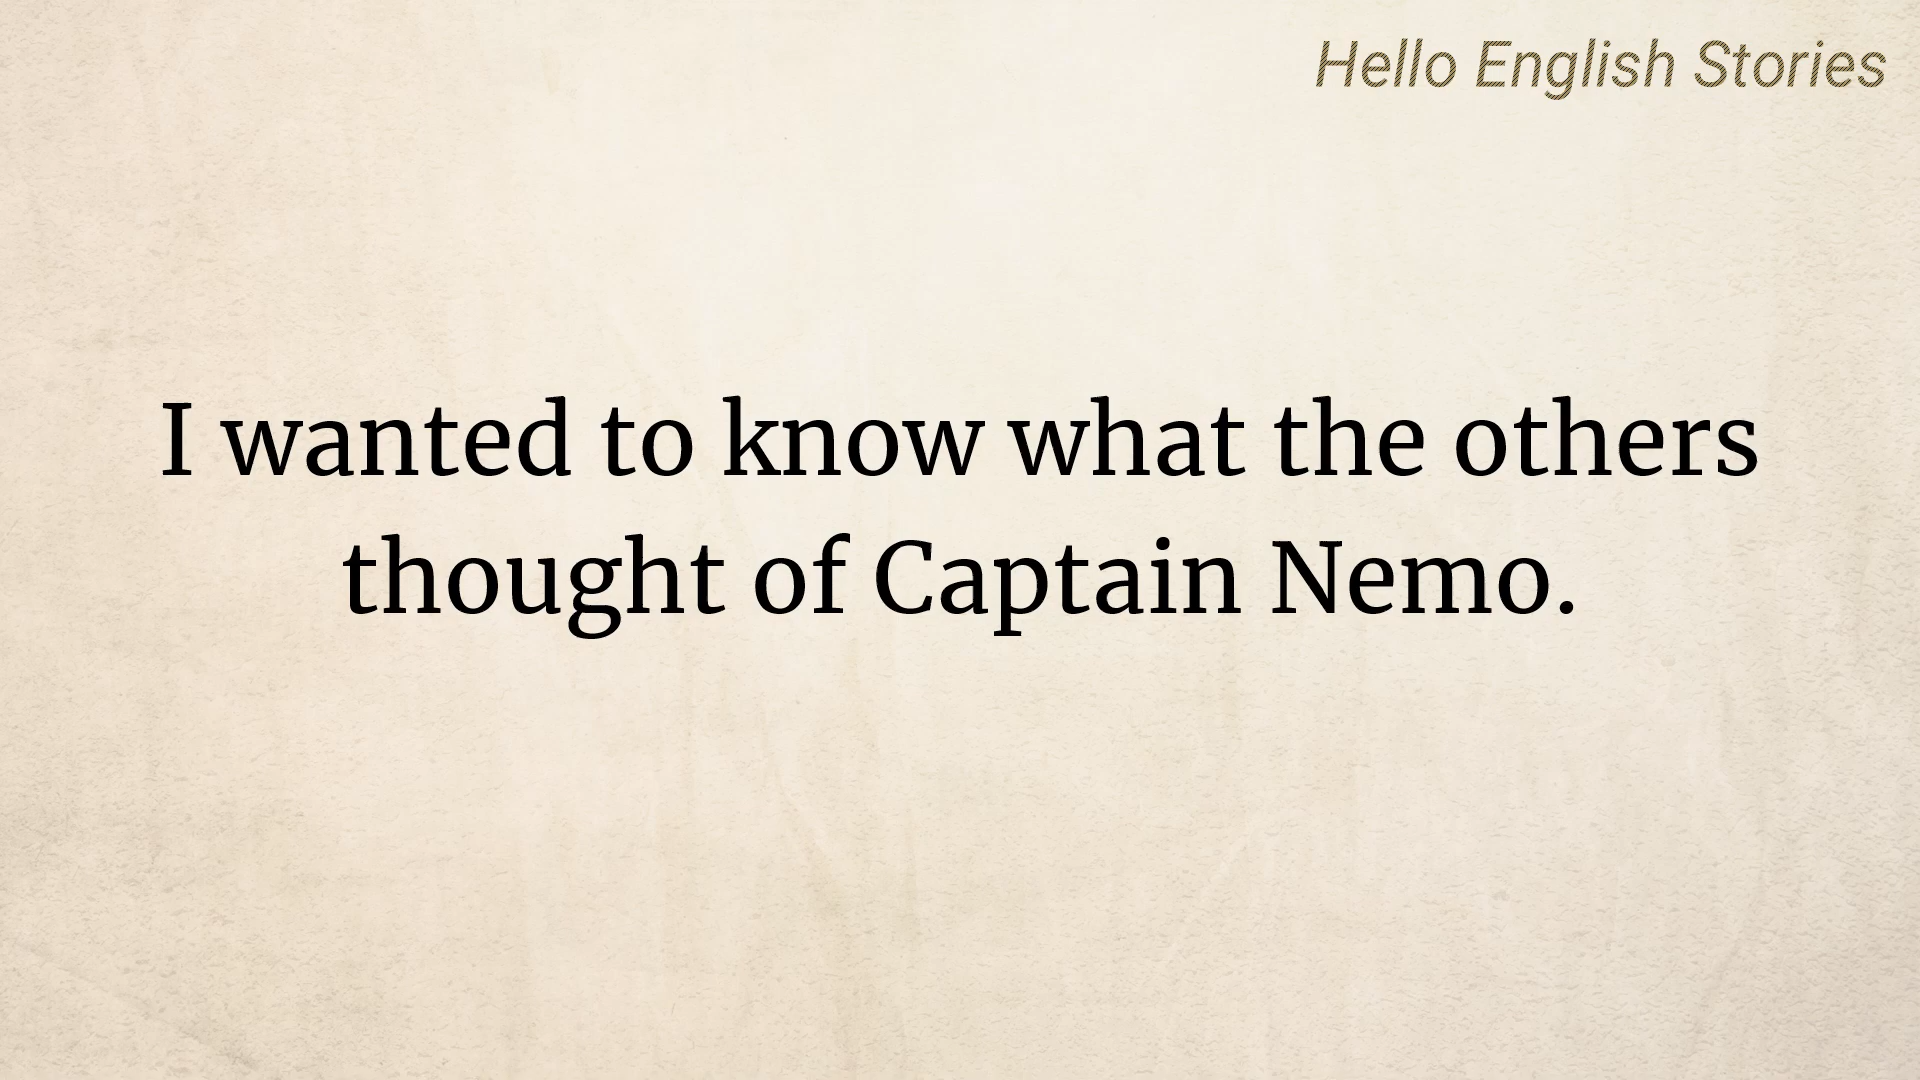 Hello English Stories
I wanted to know what the others
thought of Captain Nemo.